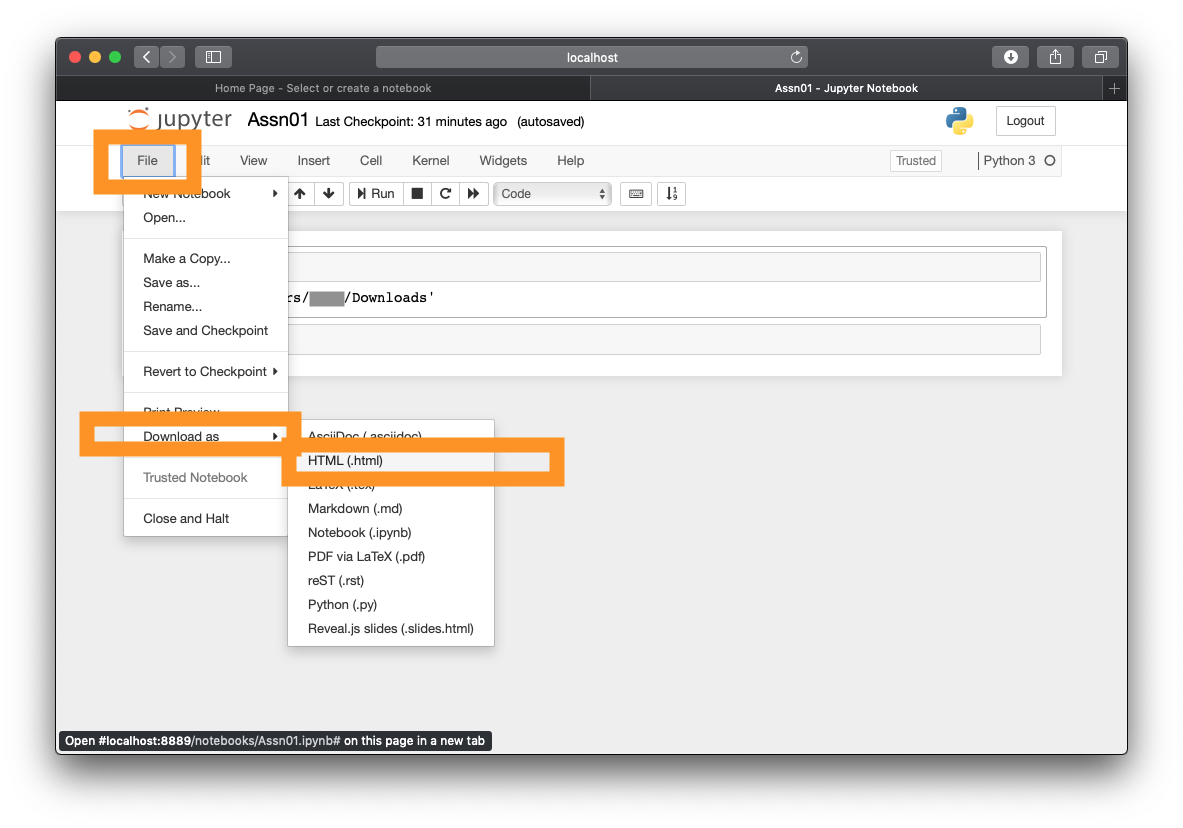 localhost
Home Page - Select or create a notebook
Assn01 - Jupyter Notebook
jupyter Assn01 Last Checkpoint: 31 minutes ago (autosaved)
Logout
File it View Insert Cell Kernel Widgets Help
Trusted
Python 3
New Notebook
Run
Code
Open...
Make a Copy...
Save as...
rs/ /Downloads'
Rename...
Save and Checkpoint
Revert to Checkpoint
Print Preview
Download as
AsciiDoc (.asciidoc)
HTML (.html)
Trusted Notebook
LaTeX (.tex)
Markdown (.md)
Close and Halt
Notebook (.ipynb)
PDF via LaTeX (.pdf)
reST (.rst)
Python (.py)
Reveal.js slides (.slides.html)
Open #localhost:8889/notebooks/Assn01.ipynb# on this page in a new tab